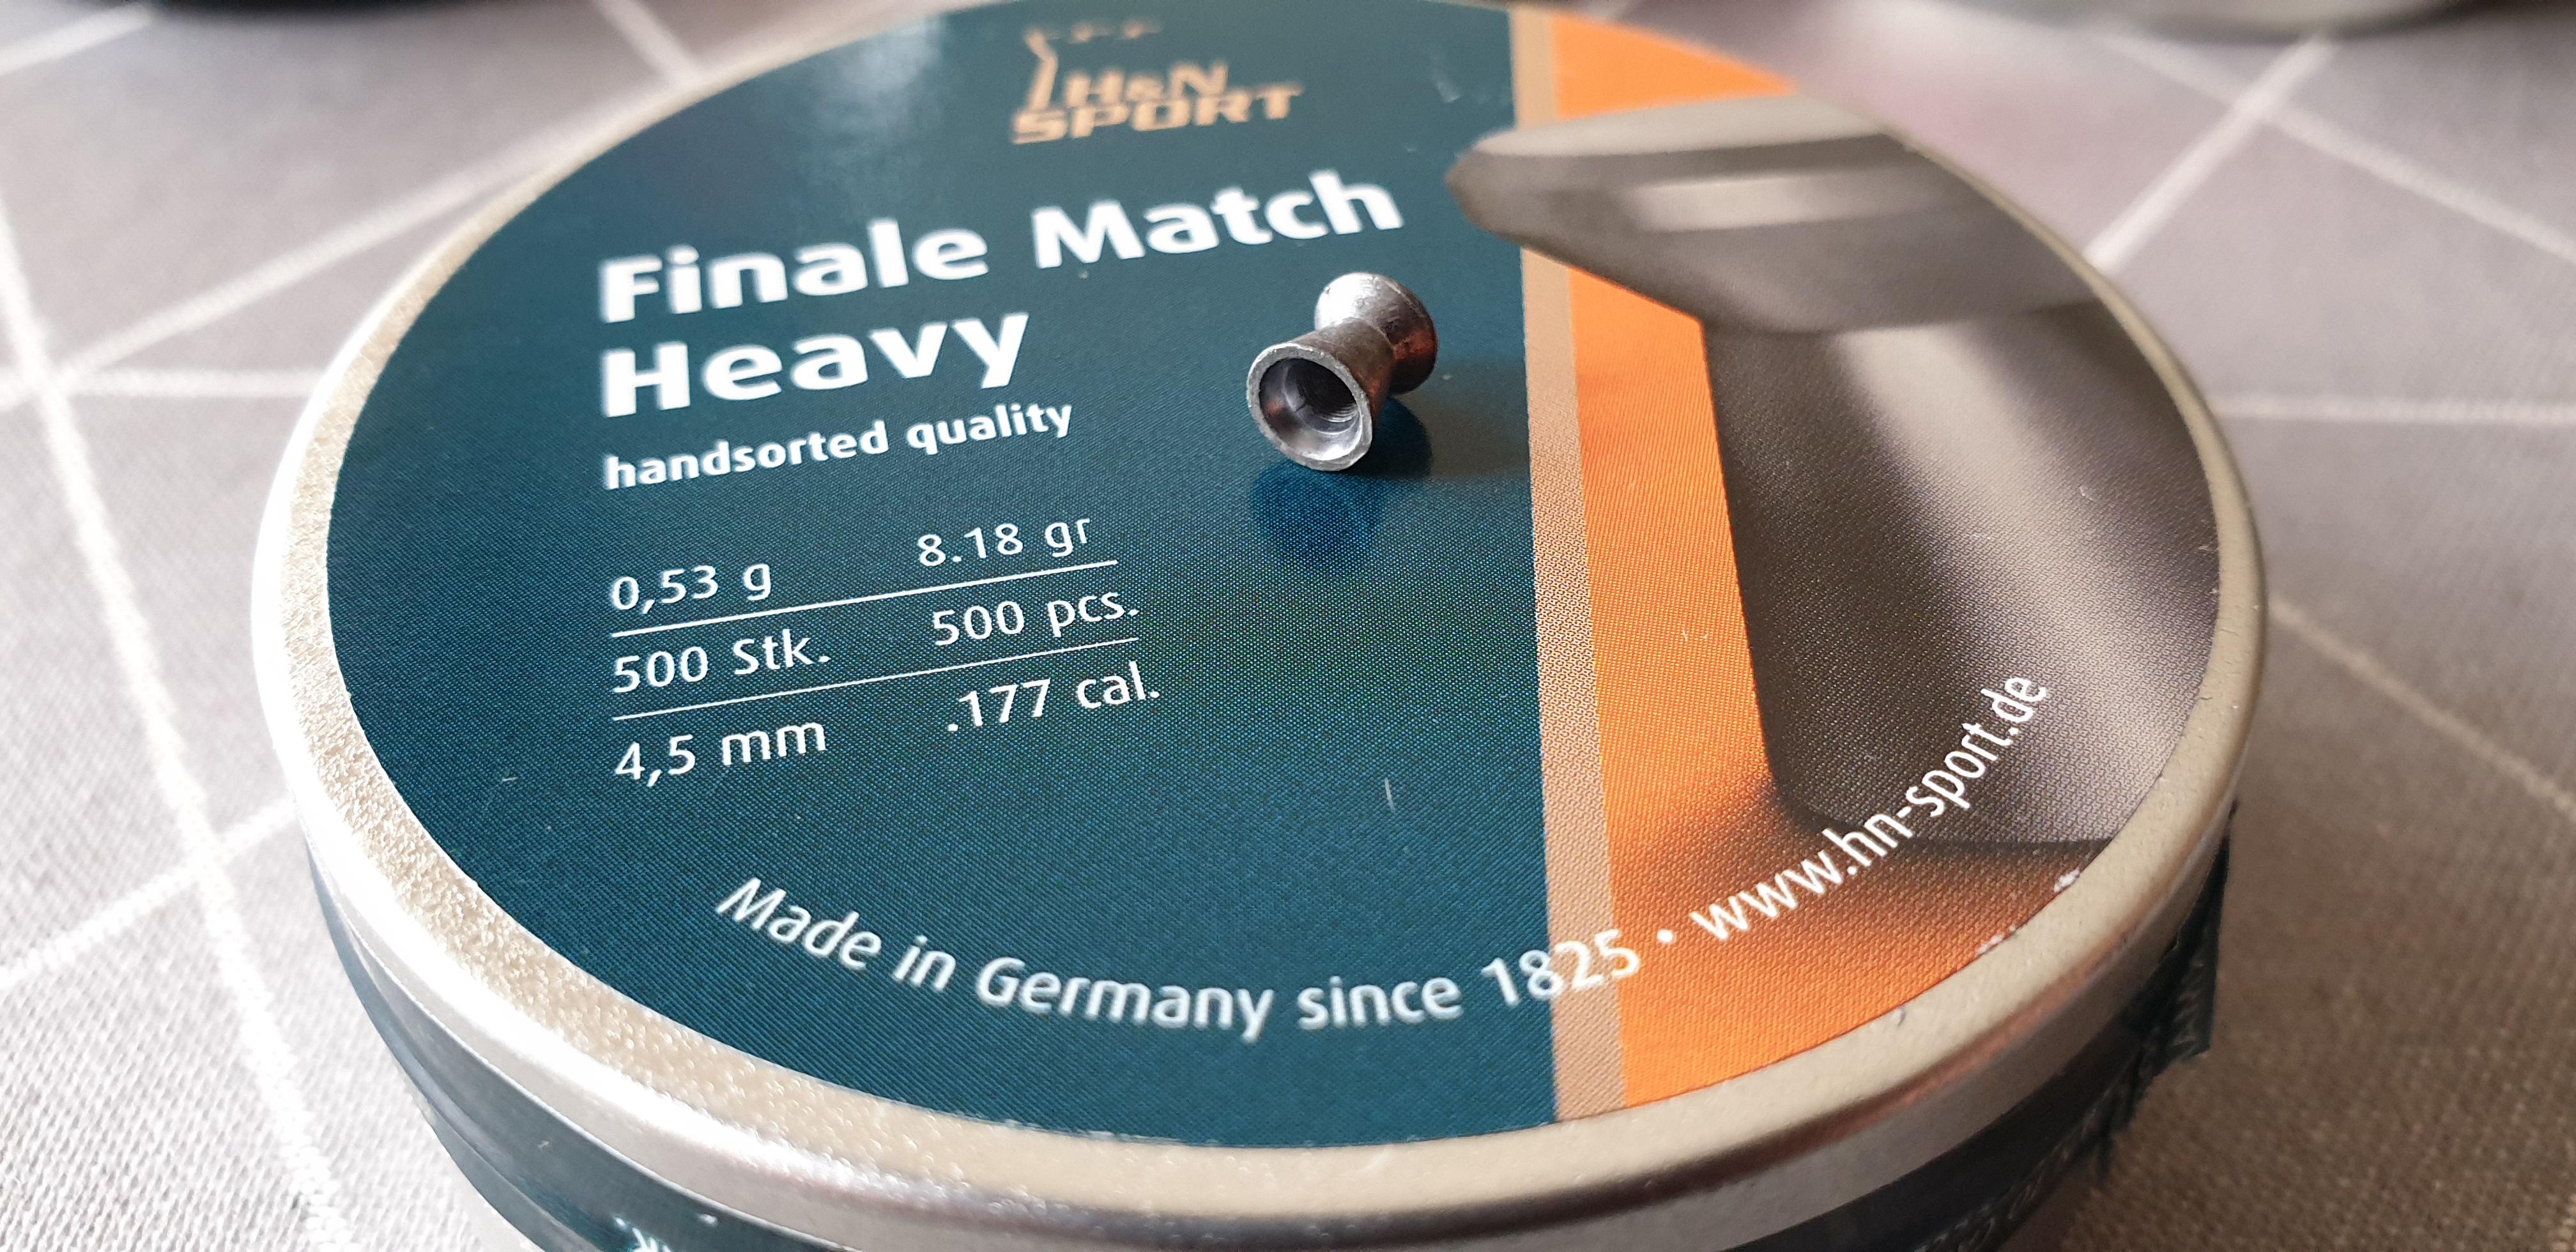 H&N
SPORT
Finale Match
Heavy
handsorted quality
0,53 g 8.18 gr
500 Stk. 500 pcs.
4,5 mm .177 cal.
Made in Germany since 1825 • www.hn-sport.de